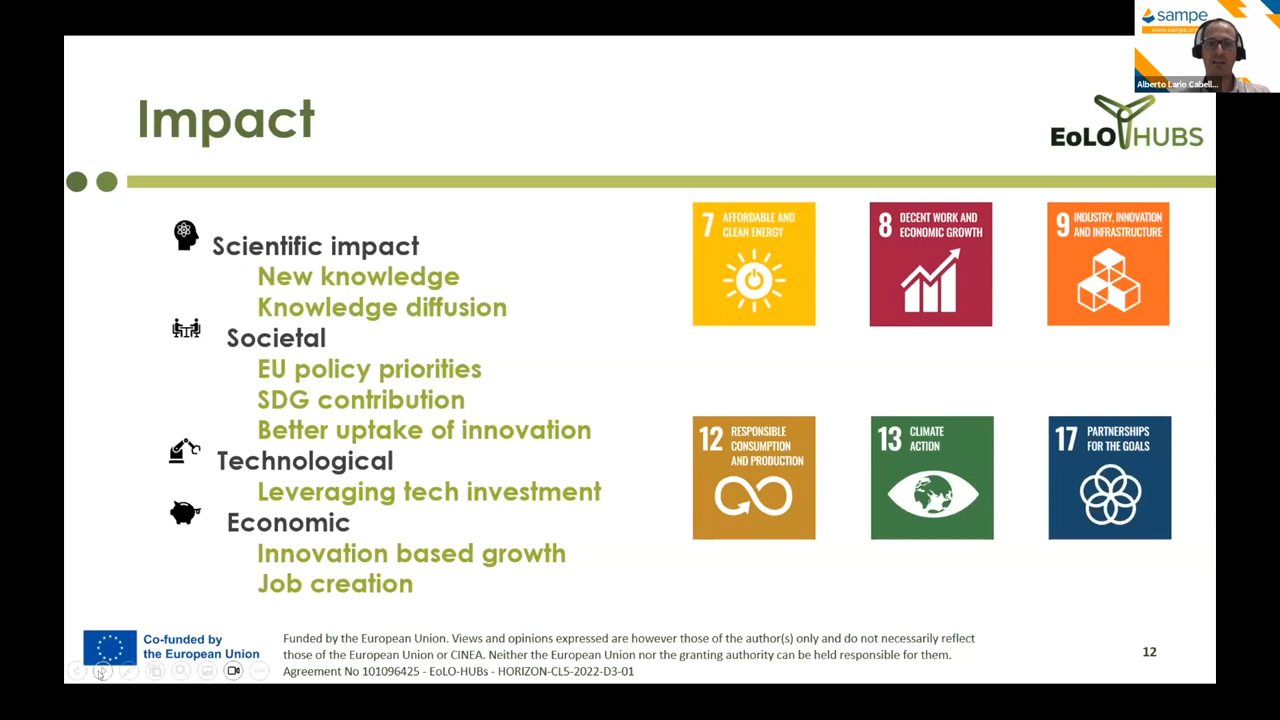 sampe
Alberto Lario Cabell...
Impact
EoLO HUBS
Scientific impact
New knowledge
Knowledge diffusion
Societal
EU policy priorities
SDG contribution
Better uptake of innovation
Technological
Leveraging tech investment
Economic
Innovation based growth
Job creation
7 AFFORDABLE AND
CLEAN ENERGY
8 DECENT WORK AND
ECONOMIC GROWTH
9 INDUSTRY, INNOVATION
AND INFRASTRUCTURE
12 RESPONSIBLE
CONSUMPTION
AND PRODUCTION
13 CLIMATE
ACTION
17 PARTNERSHIPS
FOR THE GOALS
Co-funded by
the European Union
Funded by the European Union. Views and opinions expressed are however those of the author(s) only and do not necessarily reflect
those of the European Union or CINEA. Neither the European Union nor the granting authority can be held responsible for them.
Agreement No 101096425 - EoLO-HUBs - HORIZON-CL5-2022-D3-01
12